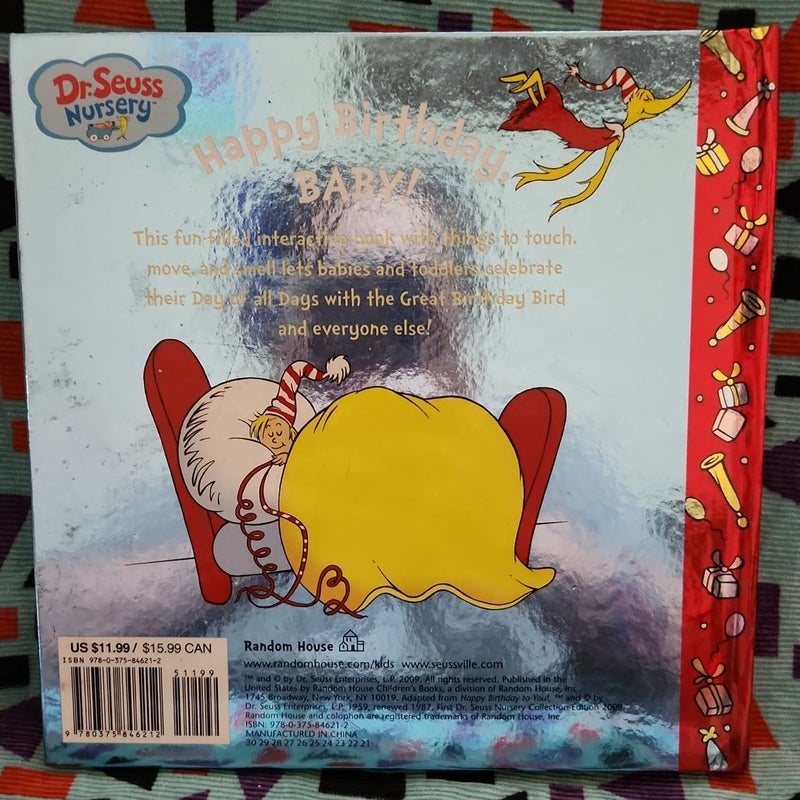 Dr. Seuss
Nursery™
Happy Birthday,
BABY!
This fun-filled interactive book with things to touch,
move, and smell lets babies and toddlers celebrate
their Day of all Days with the Great Birthday Bird
and everyone else!
US $11.99 / $15.99 CAN
ISBN 978-0-375-84621-2
51199
9 780375 846212
Random House
www.randomhouse.com/kids www.seussville.com
™ and © by Dr. Seuss Enterprises, L.P. 2009. All rights reserved. Published in the
United States by Random House Children's Books, a division of Random House, Inc.,
1745 Broadway, New York, NY 10019. Adapted from Happy Birthday to You!, ™ and © by
Dr. Seuss Enterprises, L.P. 1959, renewed 1987. First Dr. Seuss Nursery Collection Edition 2009.
Random House and colophon are registered trademarks of Random House, Inc.
ISBN: 978-0-375-84621-2
MANUFACTURED IN CHINA
30 29 28 27 26 25 24 23 22 21